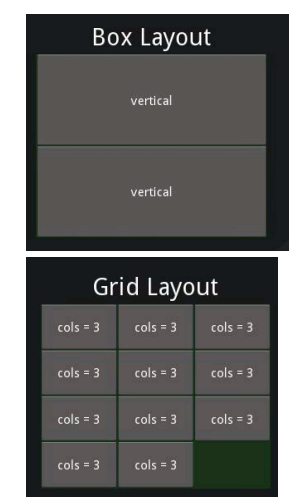 Box Layout
vertical
vertical
Grid Layout
cols = 3 cols = 3 cols = 3
cols = 3 cols = 3 cols = 3
cols = 3 cols = 3 cols = 3
cols = 3 cols = 3